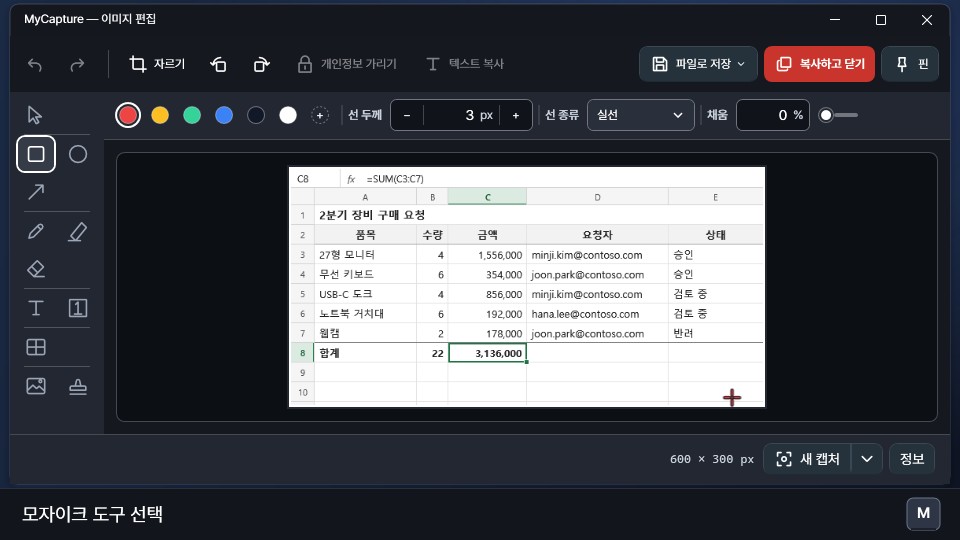 MyCapture — 이미지 편집
자르기 개인정보 가리기 텍스트 복사 파일로 저장 복사하고 닫기 핀
선 두께 − 3 px + 선 종류 실선 채움 0 %
C8 fx =SUM(C3:C7)
A B C D E
1 2분기 장비 구매 요청
2 품목 수량 금액 요청자 상태
3 27형 모니터 4 1,556,000 minji.kim@contoso.com 승인
4 무선 키보드 6 354,000 joon.park@contoso.com 승인
5 USB-C 도크 4 856,000 minji.kim@contoso.com 검토 중
6 노트북 거치대 6 192,000 hana.lee@contoso.com 검토 중
7 웹캠 2 178,000 joon.park@contoso.com 반려
8 합계 22 3,136,000
9
10
600 × 300 px 새 캡처 정보
모자이크 도구 선택 M